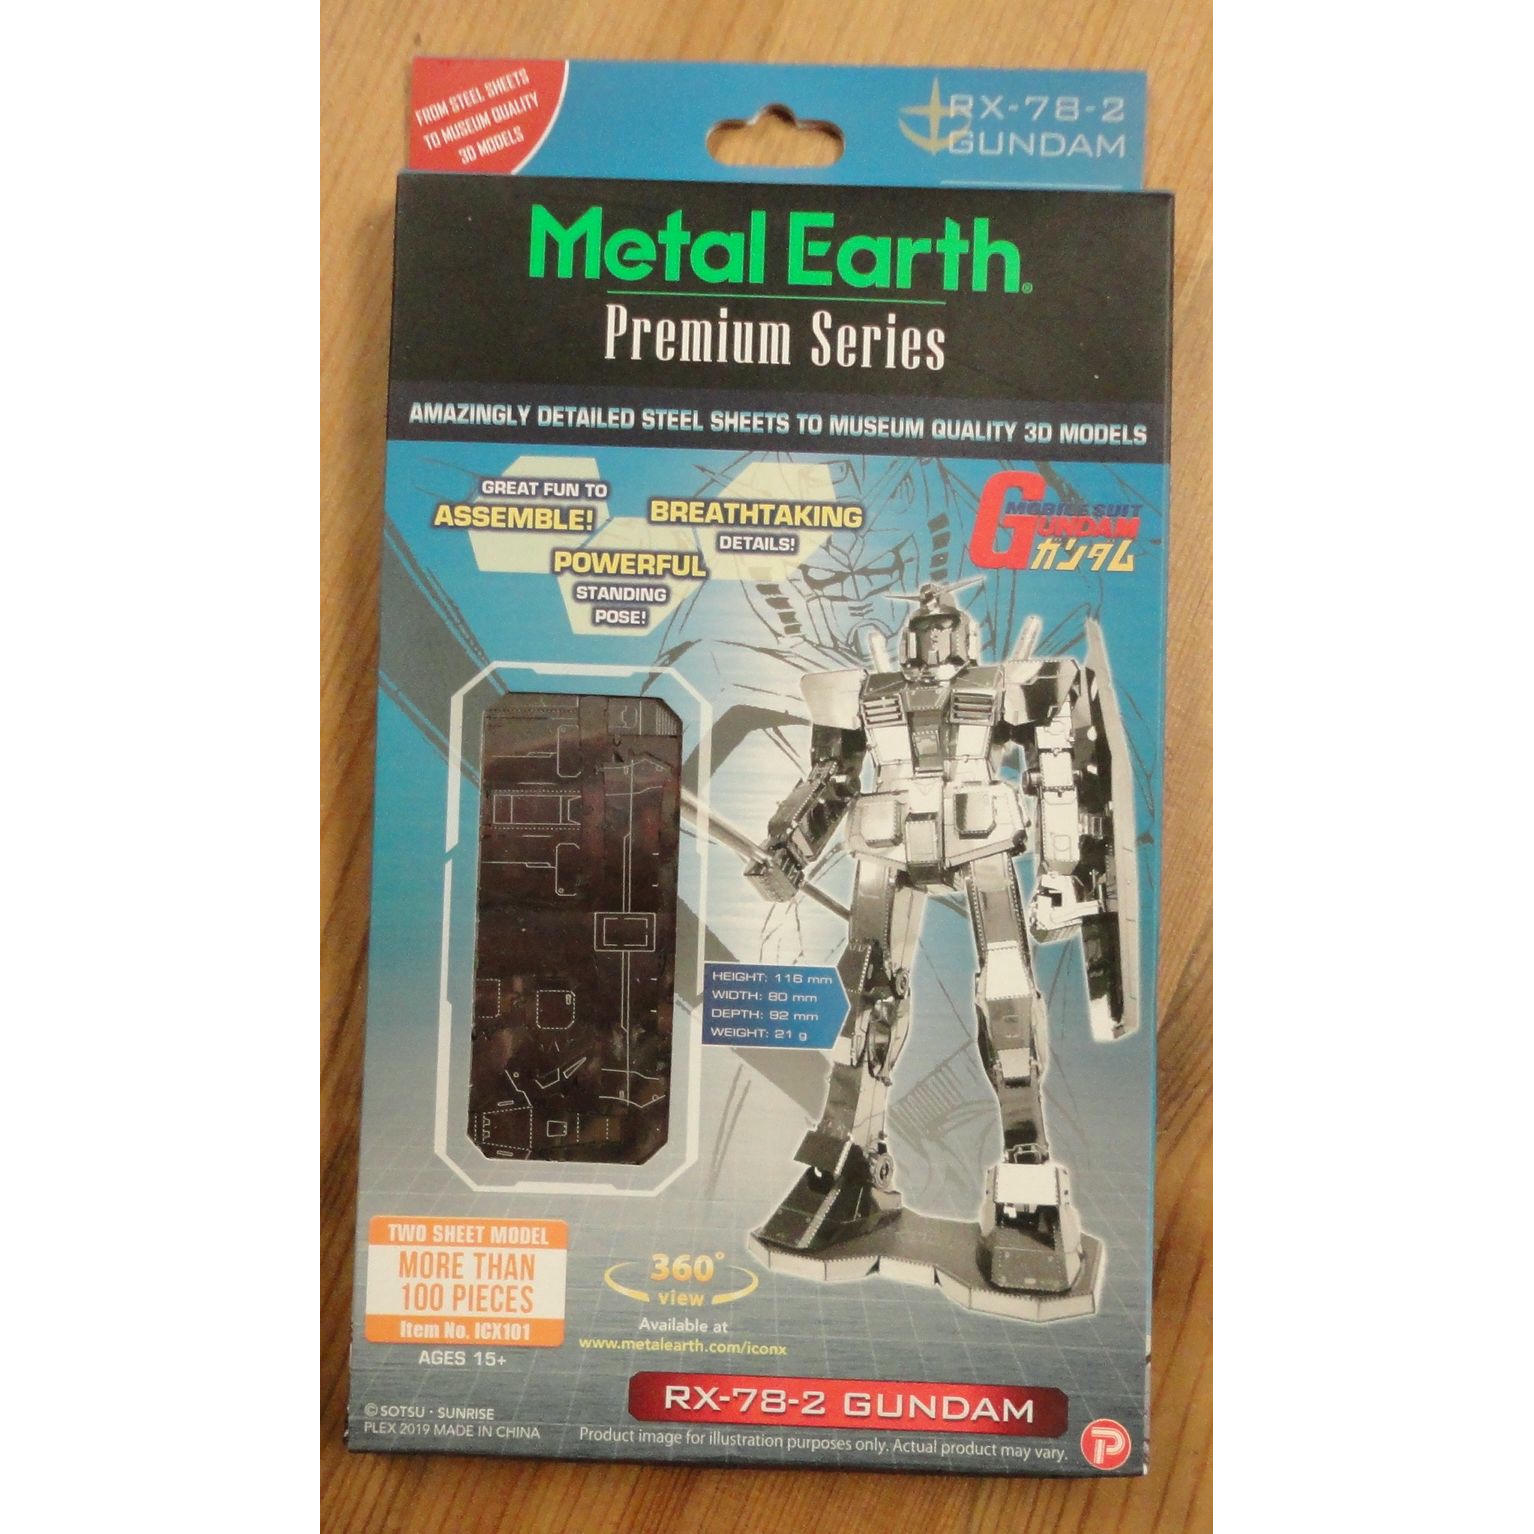 FROM STEEL SHEETS
TO MUSEUM QUALITY
3D MODELS
RX-78-2
GUNDAM
Metal Earth®
Premium Series
AMAZINGLY DETAILED STEEL SHEETS TO MUSEUM QUALITY 3D MODELS
GREAT FUN TO
ASSEMBLE!
BREATHTAKING
DETAILS!
POWERFUL
STANDING
POSE!
MOBILE SUIT
GUNDAM
ガンダム
HEIGHT: 116 mm
WIDTH: 80 mm
DEPTH: 92 mm
WEIGHT: 21 g
TWO SHEET MODEL
MORE THAN
100 PIECES
Item No. ICX101
AGES 15+
360°
view
Available at
www.metalearth.com/iconx
RX-78-2 GUNDAM
©SOTSU・SUNRISE
PLEX 2019 MADE IN CHINA
Product image for illustration purposes only. Actual product may vary.
P